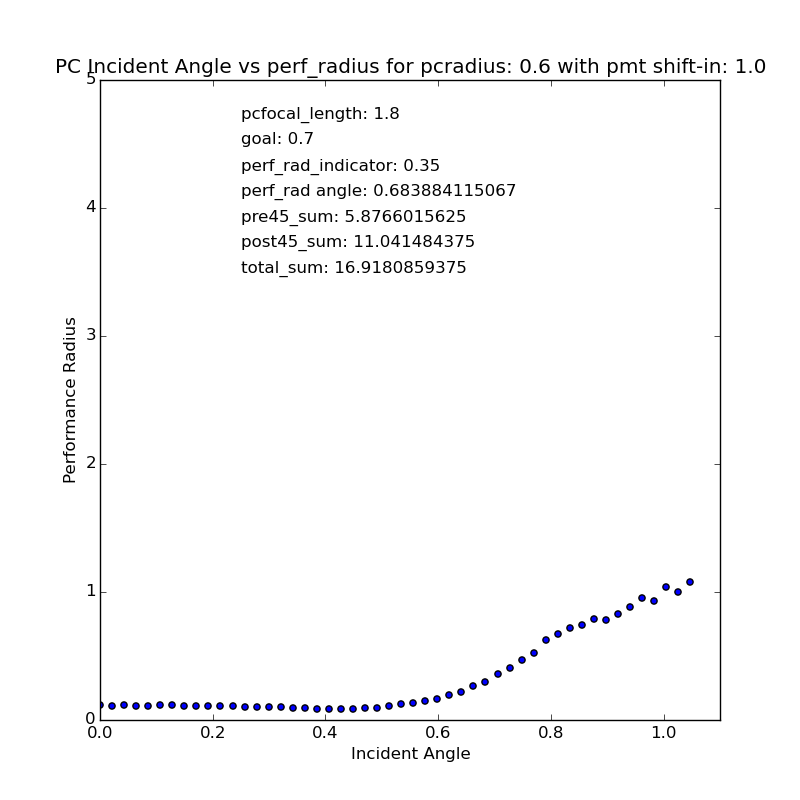 PC Incident Angle vs perf_radius for pcradius: 0.6 with pmt shift-in: 1.0
pcfocal_length: 1.8
goal: 0.7
perf_rad_indicator: 0.35
perf_rad angle: 0.683884115067
pre45_sum: 5.8766015625
post45_sum: 11.041484375
total_sum: 16.9180859375
Performance Radius
5
4
3
2
1
0
0.0 0.2 0.4 0.6 0.8 1.0
Incident Angle